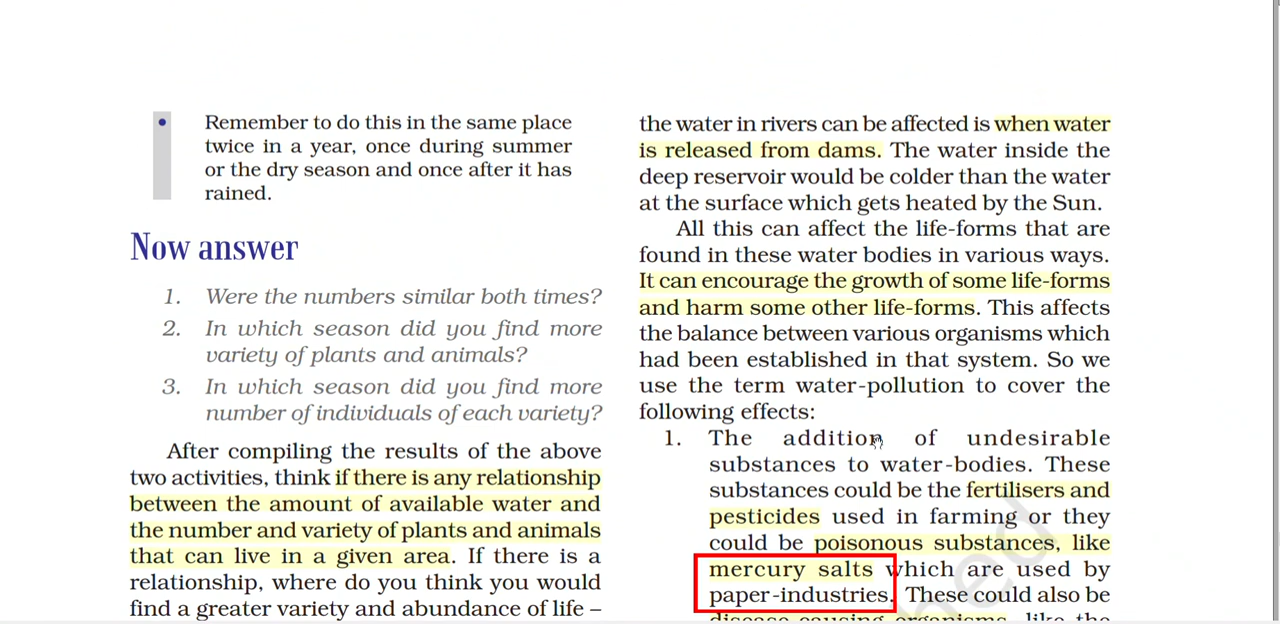 Remember to do this in the same place
twice in a year, once during summer
or the dry season and once after it has
rained.
Now answer
1. Were the numbers similar both times?
2. In which season did you find more
variety of plants and animals?
3. In which season did you find more
number of individuals of each variety?
After compiling the results of the above
two activities, think if there is any relationship
between the amount of available water and
the number and variety of plants and animals
that can live in a given area. If there is a
relationship, where do you think you would
find a greater variety and abundance of life –
the water in rivers can be affected is when water
is released from dams. The water inside the
deep reservoir would be colder than the water
at the surface which gets heated by the Sun.
All this can affect the life-forms that are
found in these water bodies in various ways.
It can encourage the growth of some life-forms
and harm some other life-forms. This affects
the balance between various organisms which
had been established in that system. So we
use the term water-pollution to cover the
following effects:
1. The addition of undesirable
substances to water-bodies. These
substances could be the fertilisers and
pesticides used in farming or they
could be poisonous substances, like
mercury salts which are used by
paper-industries. These could also be
disease causing organisms, like the